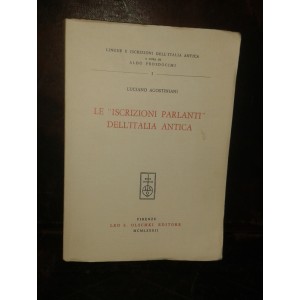 LINGUE E ISCRIZIONI DELL'ITALIA ANTICA
a cura di
ALDO PROSDOCIMI
LUCIANO AGOSTINIANI
LE "ISCRIZIONI PARLANTI"
DELL'ITALIA ANTICA
FIRENZE
LEO S. OLSCHKI EDITORE
MCMLXXXII